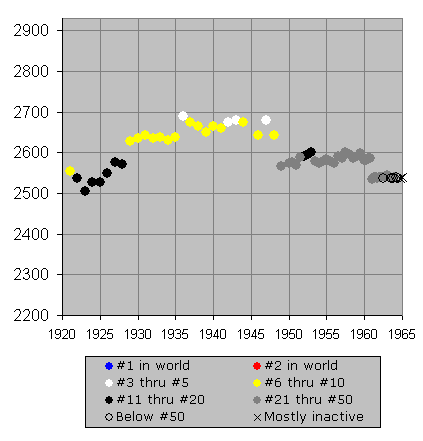 2900
2800
2700
2600
2500
2400
2300
2200
1920 1925 1930 1935 1940 1945 1950 1955 1960 1965
#1 in world #2 in world
#3 thru #5 #6 thru #10
#11 thru #20 #21 thru #50
Below #50 Mostly inactive